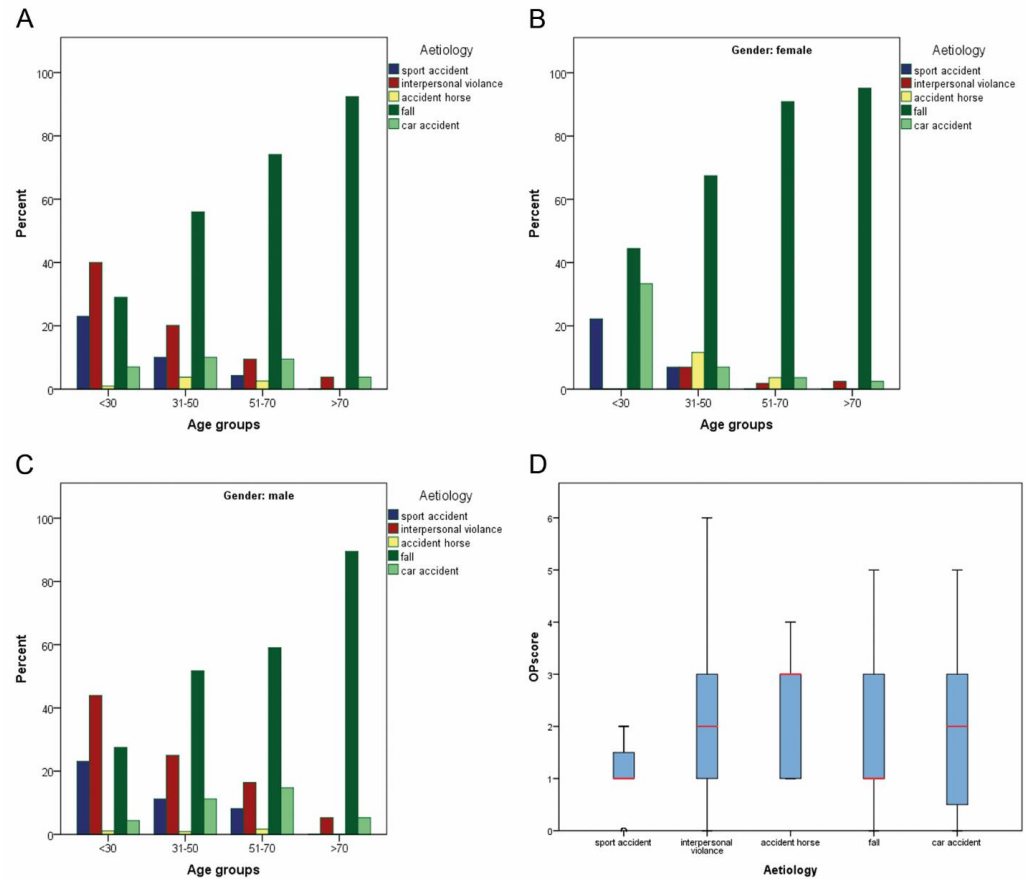 A
Aetiology
sport accident
interpersonal violance
accident horse
fall
car accident
100
80
60
40
20
0
Percent
<30
31-50
51-70
>70
Age groups
B
Gender: female
Aetiology
sport accident
interpersonal violance
accident horse
fall
car accident
100
80
60
40
20
0
Percent
<30
31-50
51-70
>70
Age groups
C
Gender: male
Aetiology
sport accident
interpersonal violance
accident horse
fall
car accident
100
80
60
40
20
0
Percent
<30
31-50
51-70
>70
Age groups
D
6
5
4
3
2
1
0
OPscore
sport accident
interpersonal
violance
accident horse
fall
car accident
Aetiology